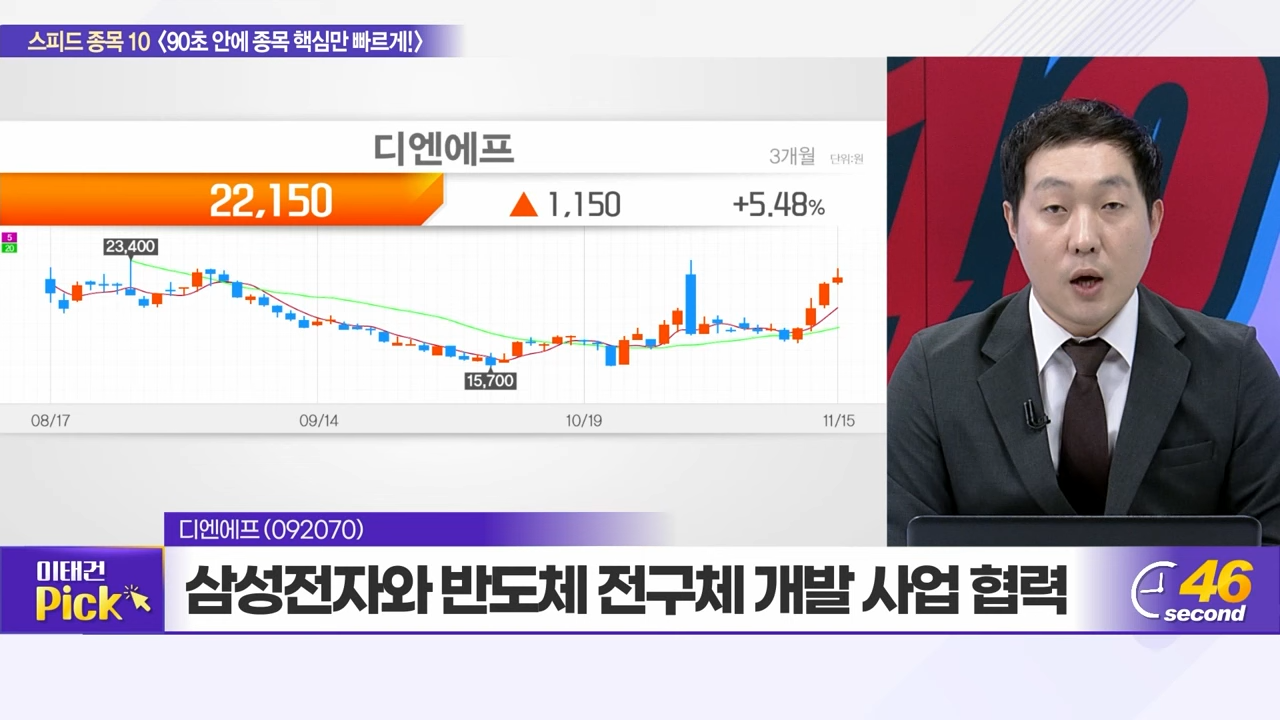 스피드 종목 10 〈90초 안에 종목 핵심만 빠르게!〉
디엔에프
3개월 단위:원
22,150 ▲ 1,150 +5.48%
5
20
23,400
15,700
08/17 09/14 10/19 11/15
디엔에프 (092070)
이태건
Pick
삼성전자와 반도체 전구체 개발 사업 협력
46
second
10